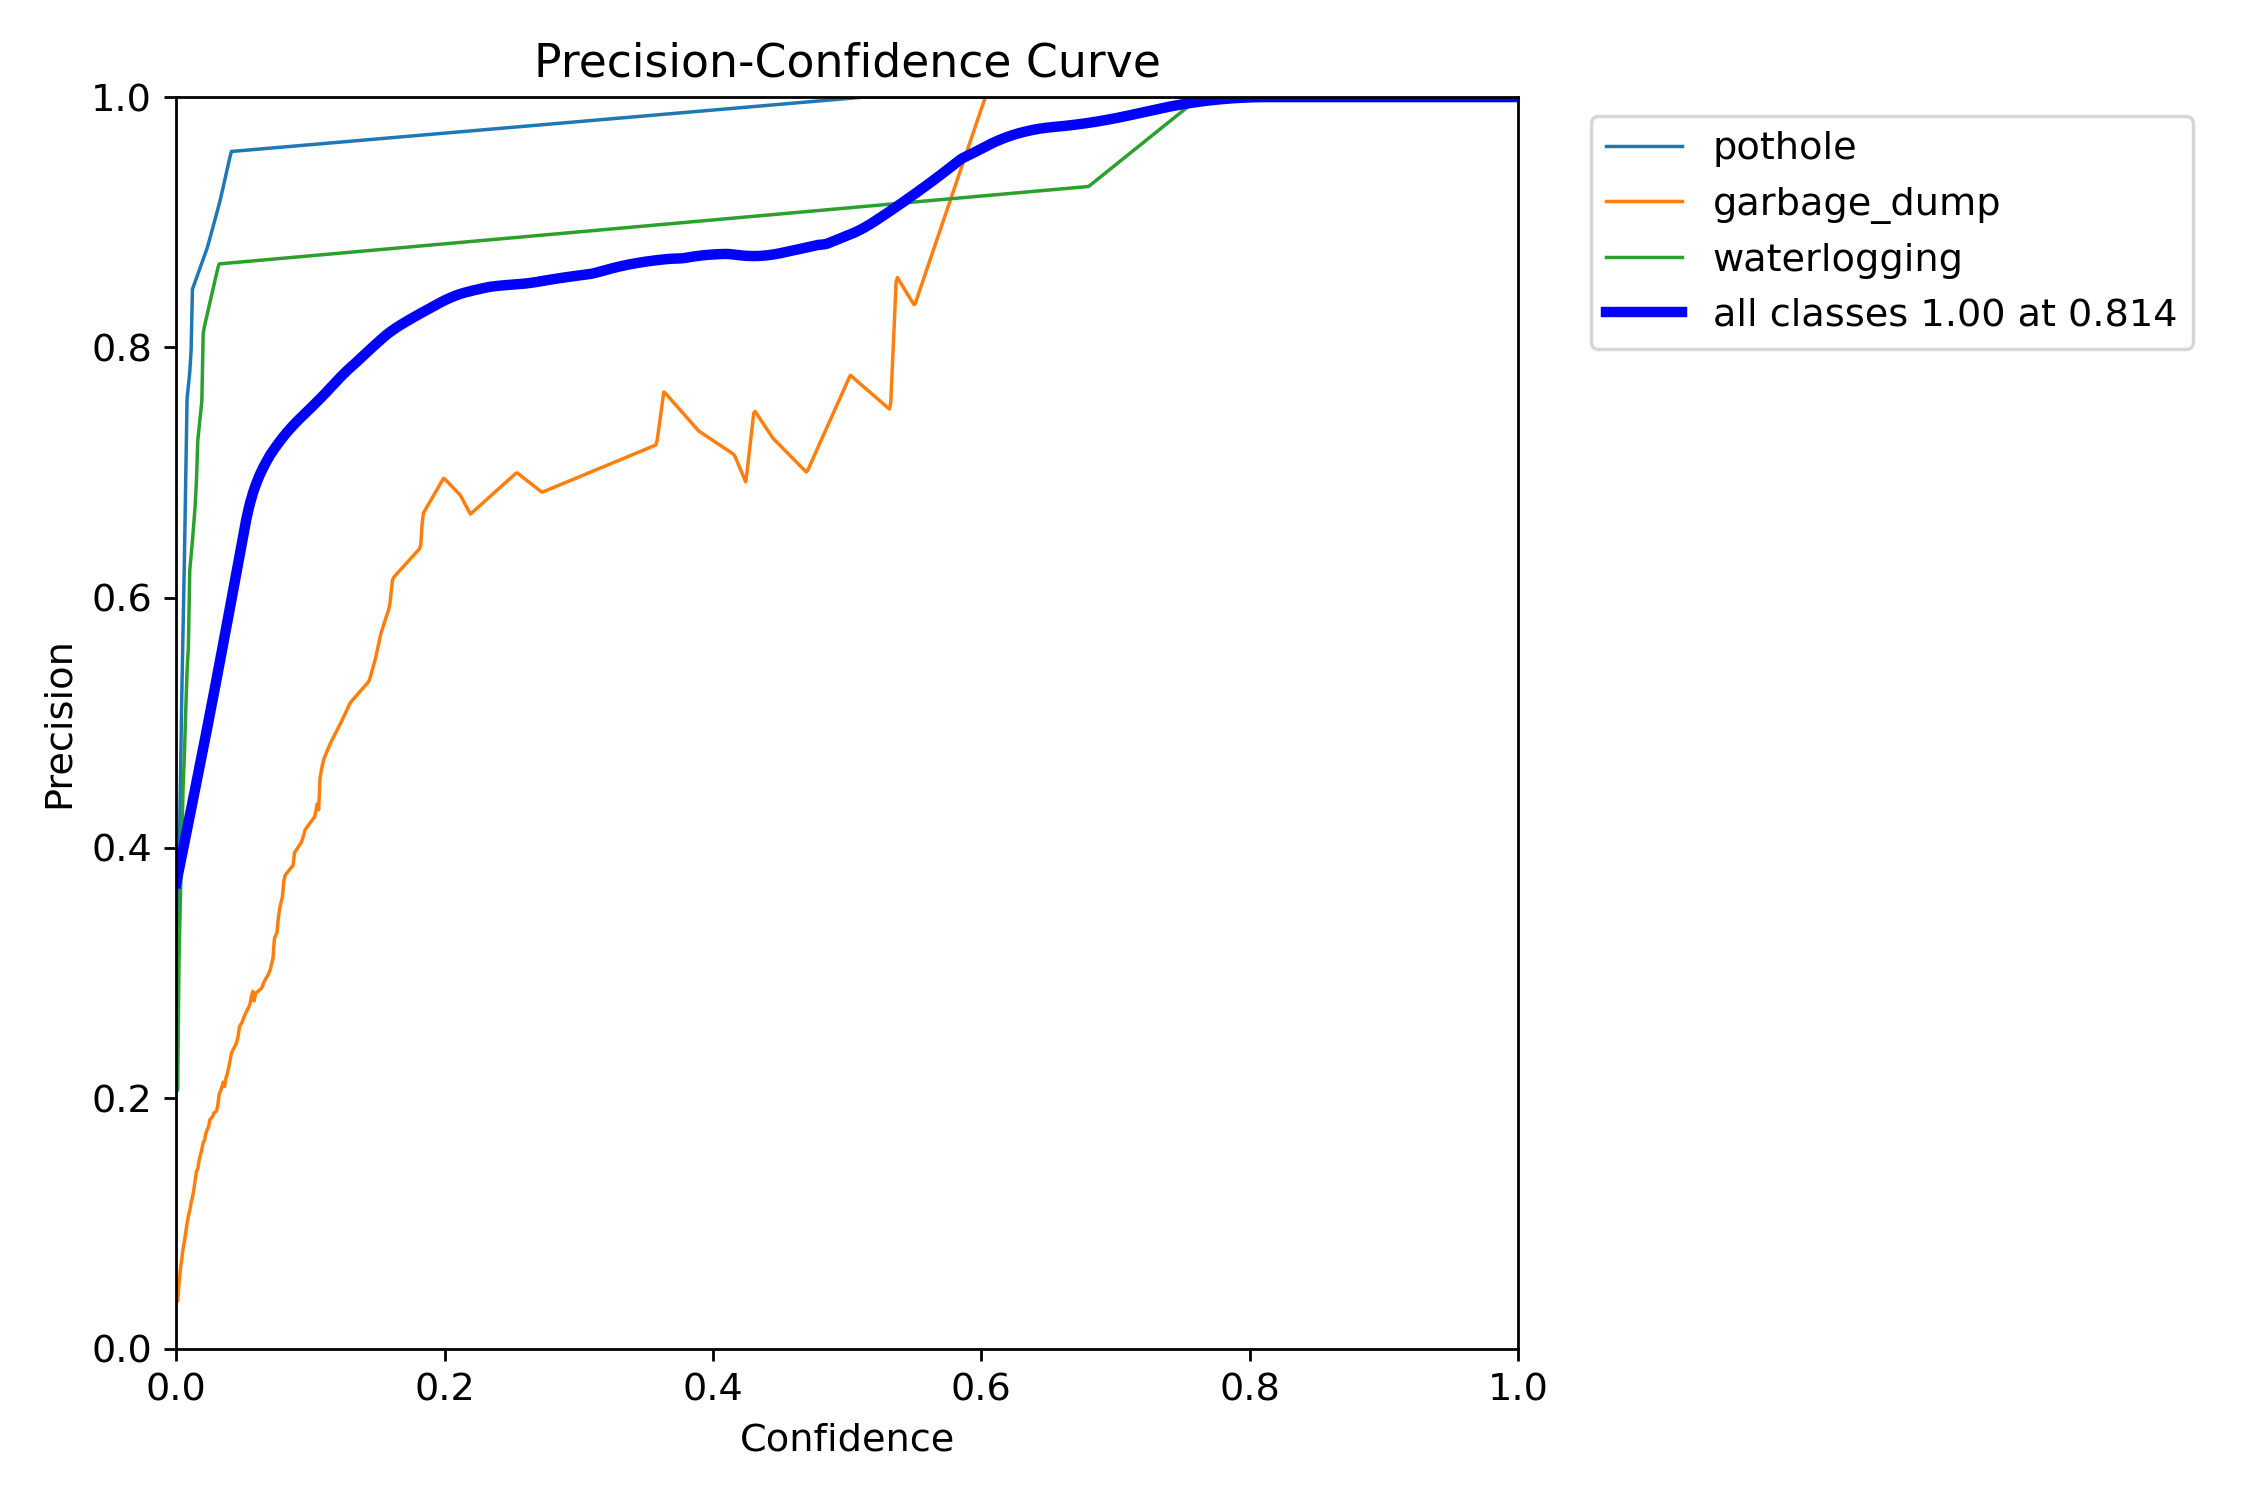 Precision-Confidence Curve
1.0
0.8
0.6
0.4
0.2
0.0
Precision
0.0 0.2 0.4 0.6 0.8 1.0
Confidence
pothole
garbage_dump
waterlogging
all classes 1.00 at 0.814